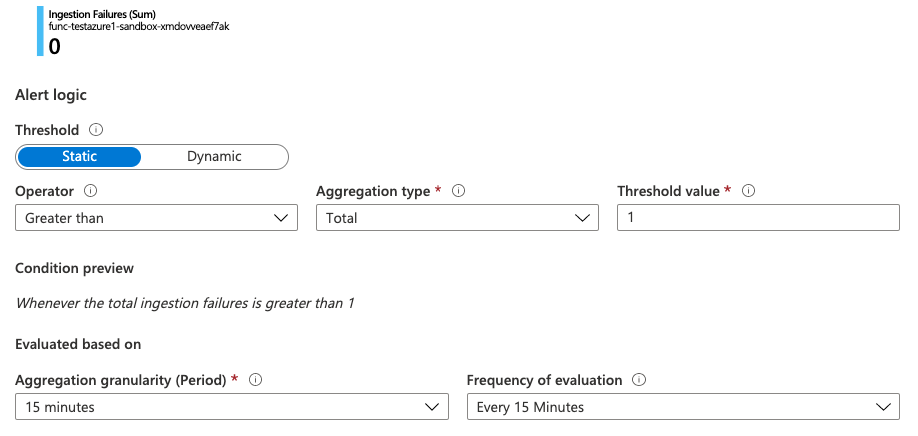 Ingestion Failures (Sum)
func-testazure1-sandbox-xmdovveaef7ak
0
Alert logic
Threshold
Static Dynamic
Operator Aggregation type * Threshold value *
Greater than Total 1
Condition preview
Whenever the total ingestion failures is greater than 1
Evaluated based on
Aggregation granularity (Period) * Frequency of evaluation
15 minutes Every 15 Minutes